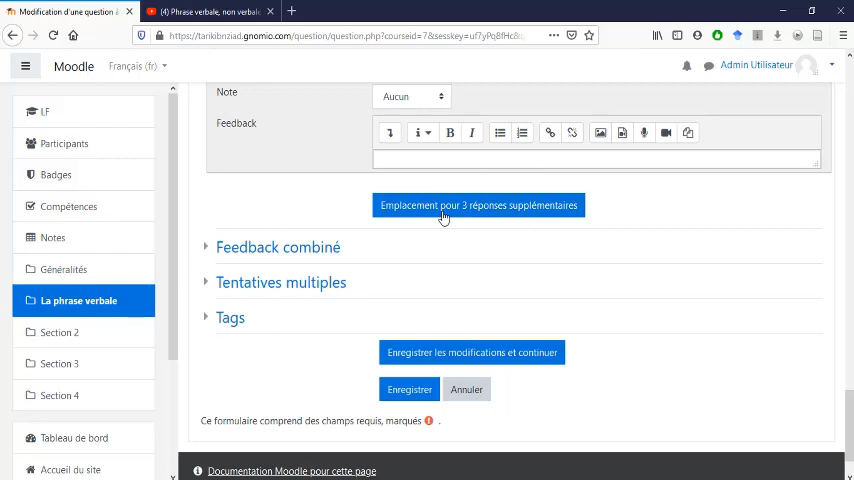 Modification d'une question à
(4) Phrase verbale, non verbale
https://tarikibnziad.gnomio.com/question/question.php?courseid=7&sesskey=uf7yPq8fHc8
Moodle
Français (fr)
Admin Utilisateur
LF
Participants
Badges
Compétences
Notes
Généralités
La phrase verbale
Section 2
Section 3
Section 4
Tableau de bord
Accueil du site
Note
Aucun
Feedback
Emplacement pour 3 réponses supplémentaires
Feedback combiné
Tentatives multiples
Tags
Enregistrer les modifications et continuer
Enregistrer
Annuler
Ce formulaire comprend des champs requis, marqués .
Documentation Moodle pour cette page